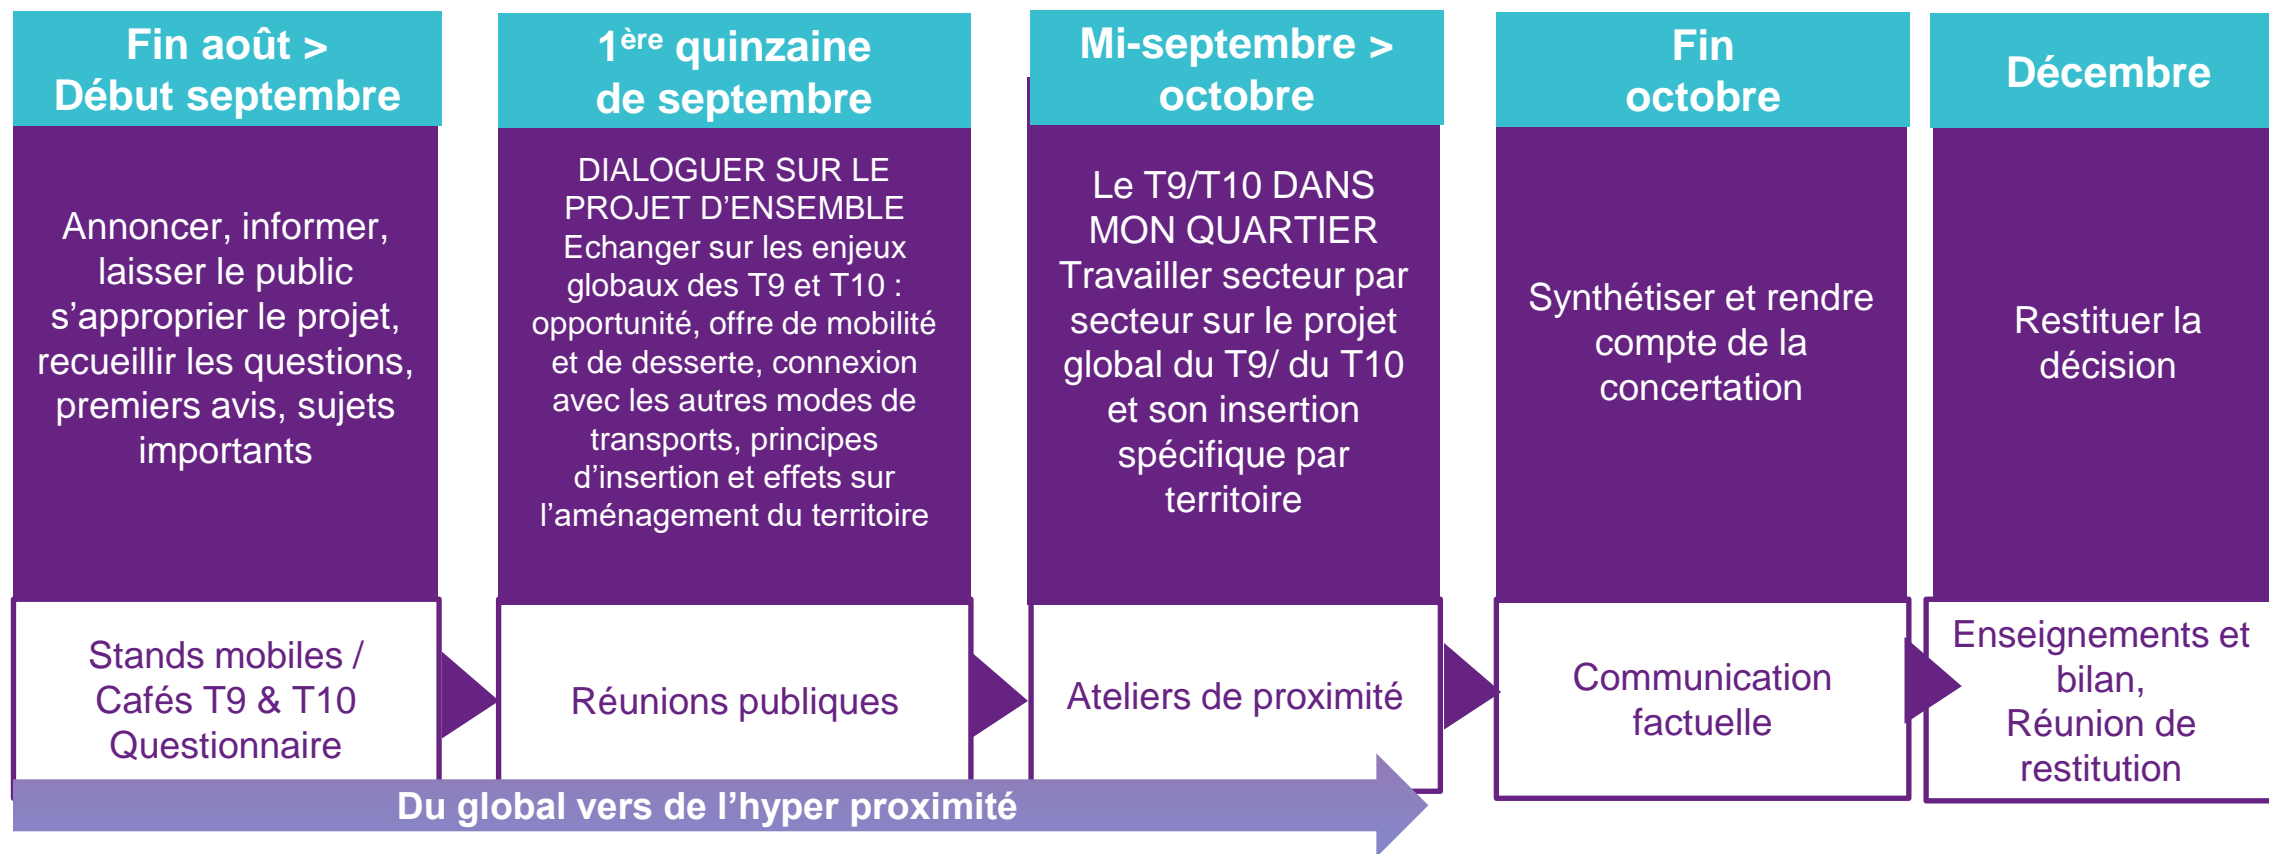 Fin août >
Début septembre
Annoncer, informer,
laisser le public
s’approprier le projet,
recueillir les questions,
premiers avis, sujets
importants
Stands mobiles /
Cafés T9 & T10
Questionnaire
1ère quinzaine
de septembre
DIALOGUER SUR LE
PROJET D’ENSEMBLE
Echanger sur les enjeux
globaux des T9 et T10 :
opportunité, offre de mobilité
et de desserte, connexion
avec les autres modes de
transports, principes
d’insertion et effets sur
l’aménagement du territoire
Réunions publiques
Mi-septembre >
octobre
Le T9/T10 DANS
MON QUARTIER
Travailler secteur par
secteur sur le projet
global du T9/ du T10
et son insertion
spécifique par
territoire
Ateliers de proximité
Fin
octobre
Synthétiser et rendre
compte de la
concertation
Communication
factuelle
Décembre
Restituer la
décision
Enseignements et
bilan,
Réunion de
restitution
Du global vers de l’hyper proximité